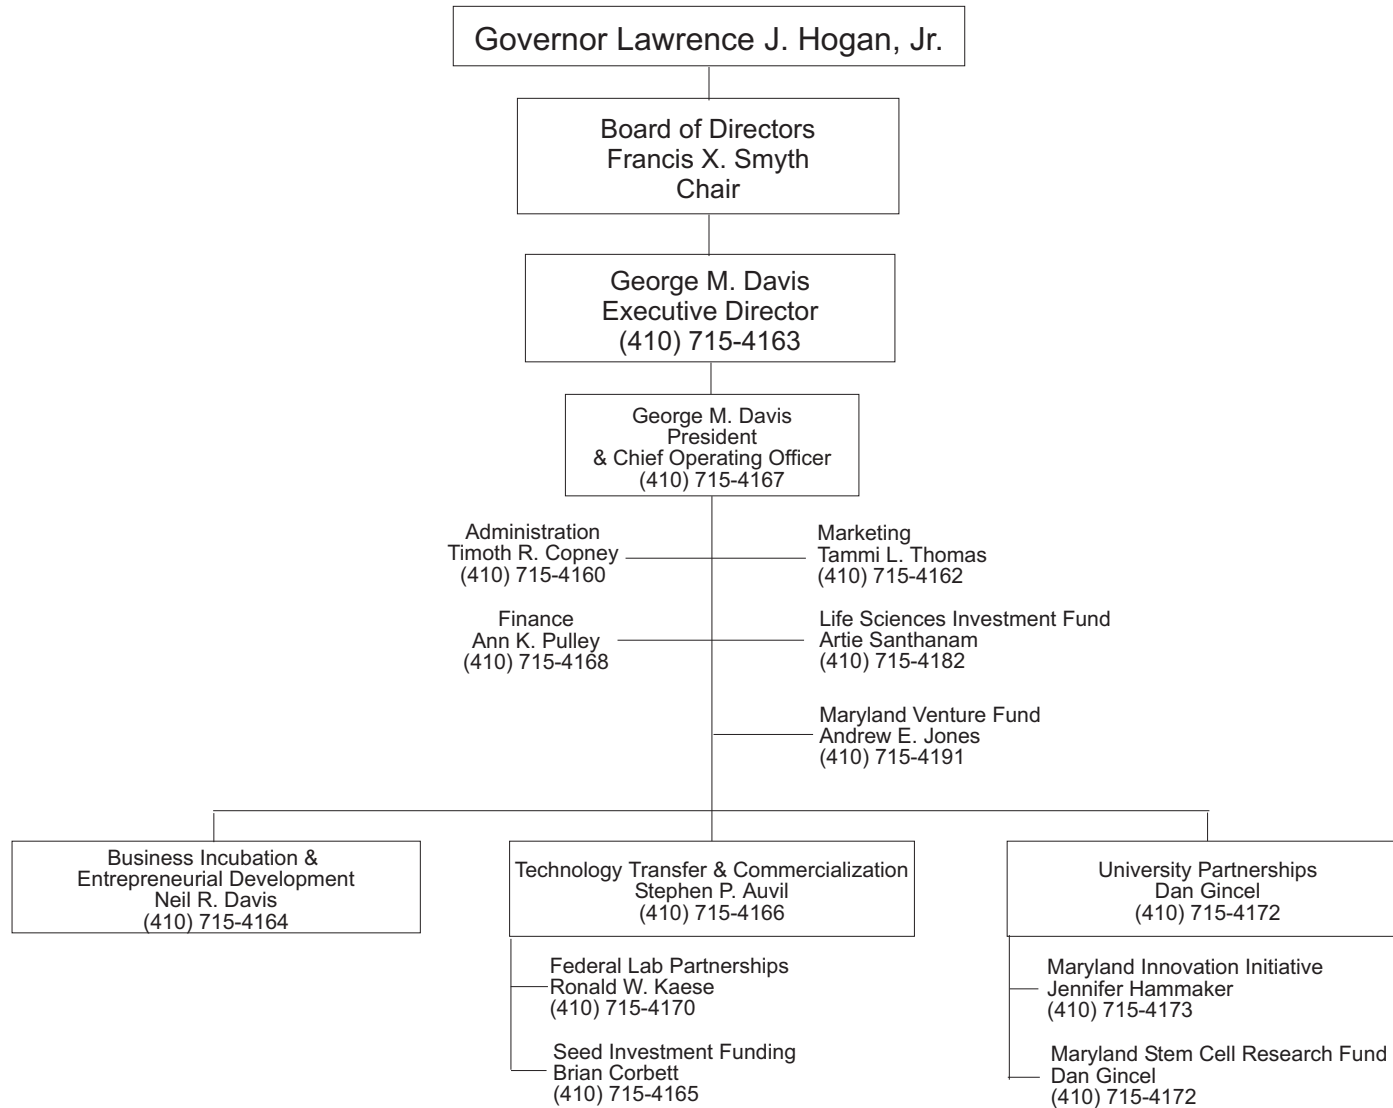 Governor Lawrence J. Hogan, Jr.
Board of Directors
Francis X. Smyth
Chair
George M. Davis
Executive Director
(410) 715-4163
George M. Davis
President
& Chief Operating Officer
(410) 715-4167
Administration
Timoth R. Copney
(410) 715-4160
Marketing
Tammi L. Thomas
(410) 715-4162
Finance
Ann K. Pulley
(410) 715-4168
Life Sciences Investment Fund
Artie Santhanam
(410) 715-4182
Maryland Venture Fund
Andrew E. Jones
(410) 715-4191
Business Incubation &
Entrepreneurial Development
Neil R. Davis
(410) 715-4164
Technology Transfer & Commercialization
Stephen P. Auvil
(410) 715-4166
Federal Lab Partnerships
Ronald W. Kaese
(410) 715-4170
Seed Investment Funding
Brian Corbett
(410) 715-4165
University Partnerships
Dan Gincel
(410) 715-4172
Maryland Innovation Initiative
Jennifer Hammaker
(410) 715-4173
Maryland Stem Cell Research Fund
Dan Gincel
(410) 715-4172